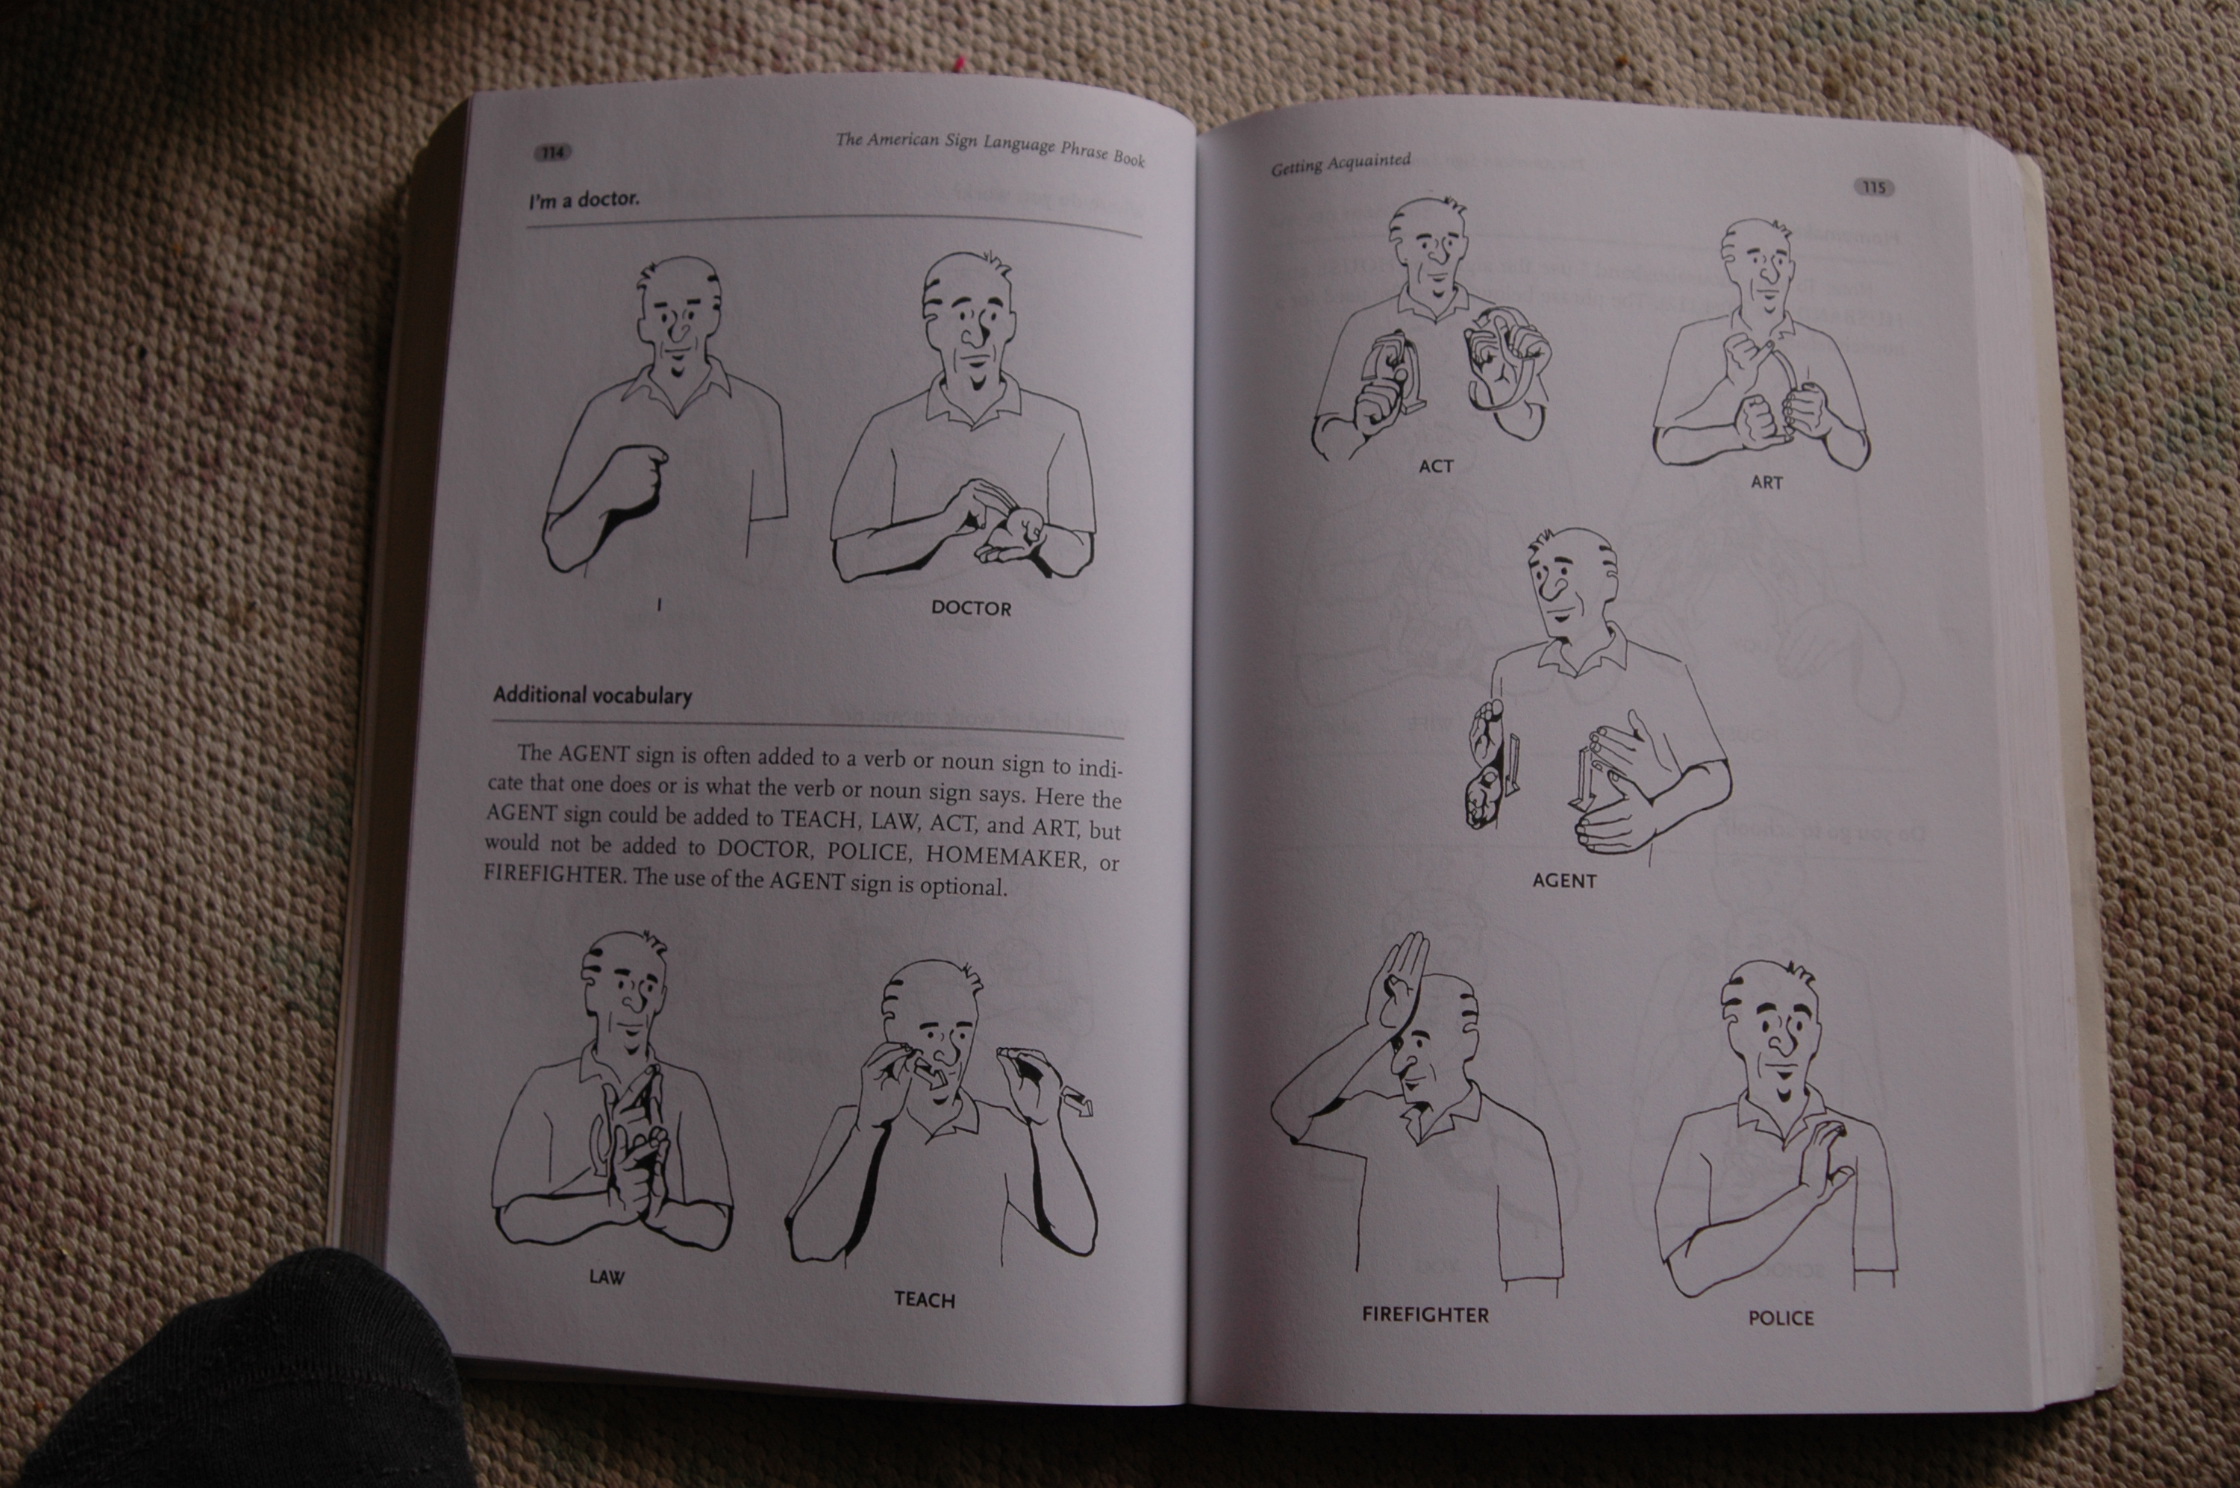 114
The American Sign Language Phrase Book
I'm a doctor.
I
DOCTOR
Additional vocabulary
The AGENT sign is often added to a verb or noun sign to indi-
cate that one does or is what the verb or noun sign says. Here the
AGENT sign could be added to TEACH, LAW, ACT, and ART, but
would not be added to DOCTOR, POLICE, HOMEMAKER, or
FIREFIGHTER. The use of the AGENT sign is optional.
LAW
TEACH
Getting Acquainted
115
ACT
ART
AGENT
FIREFIGHTER
POLICE